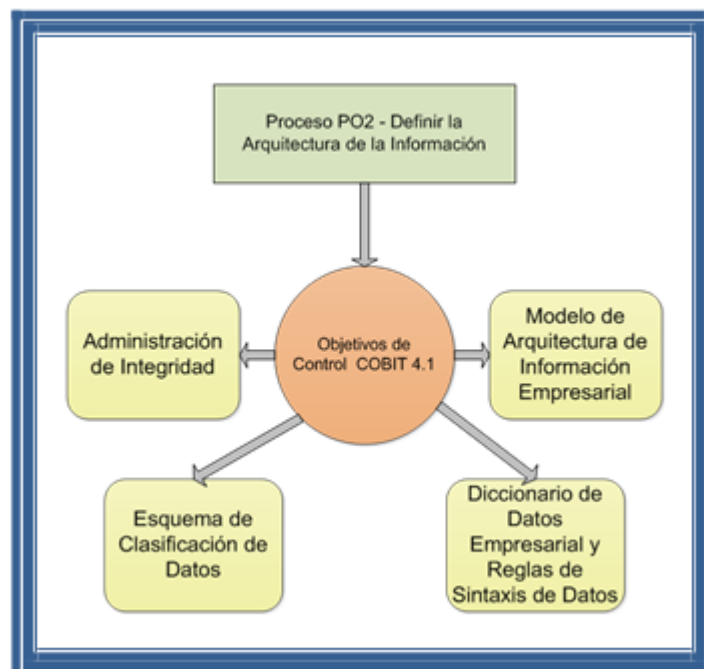 Proceso PO2 - Definir la
Arquitectura de la Información
Objetivos de
Control COBIT 4.1
Administración
de Integridad
Modelo de
Arquitectura de
Información
Empresarial
Esquema de
Clasificación de
Datos
Diccionario de
Datos
Empresarial y
Reglas de
Sintaxis de Datos